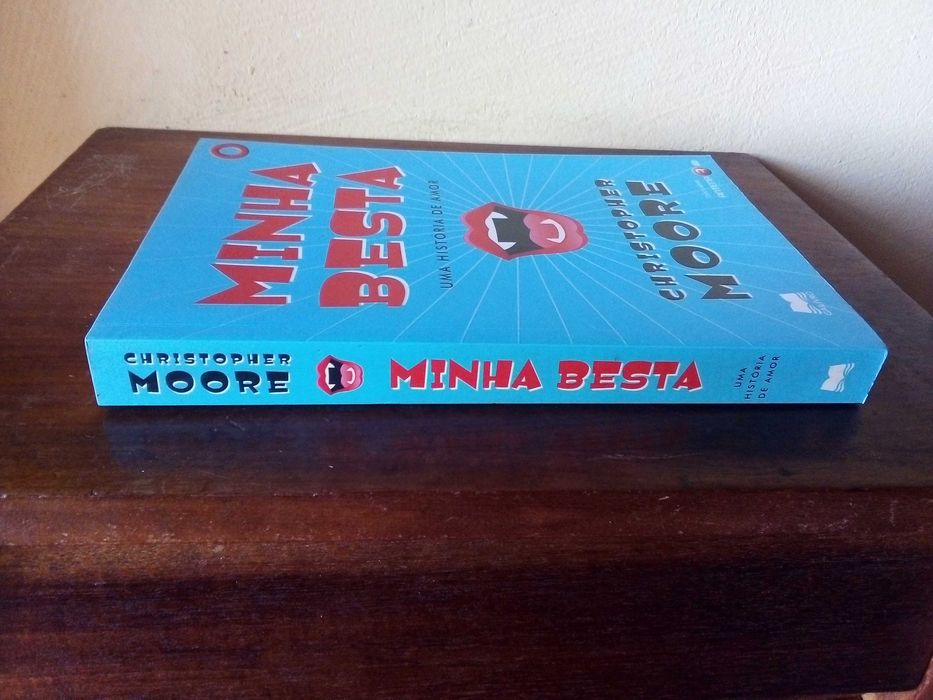 MINHA
BESTA
UMA HISTÓRIA DE AMOR
CHRISTOPHER
MOORE
CHRISTOPHER
MOORE
MINHA BESTA
UMA
HISTÓRIA
DE AMOR